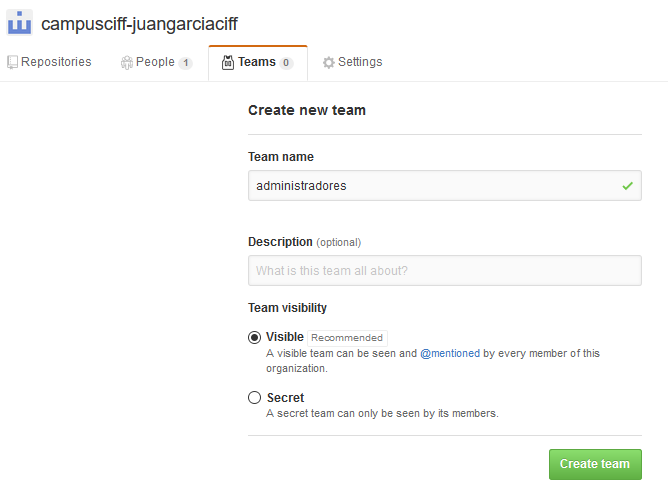 campusciff-juangarciaciff
Repositories People 1 Teams 0 Settings
Create new team
Team name
administradores
Description (optional)
What is this team all about?
Team visibility
Visible Recommended
A visible team can be seen and @mentioned by every member of this
organization.
Secret
A secret team can only be seen by its members.
Create team